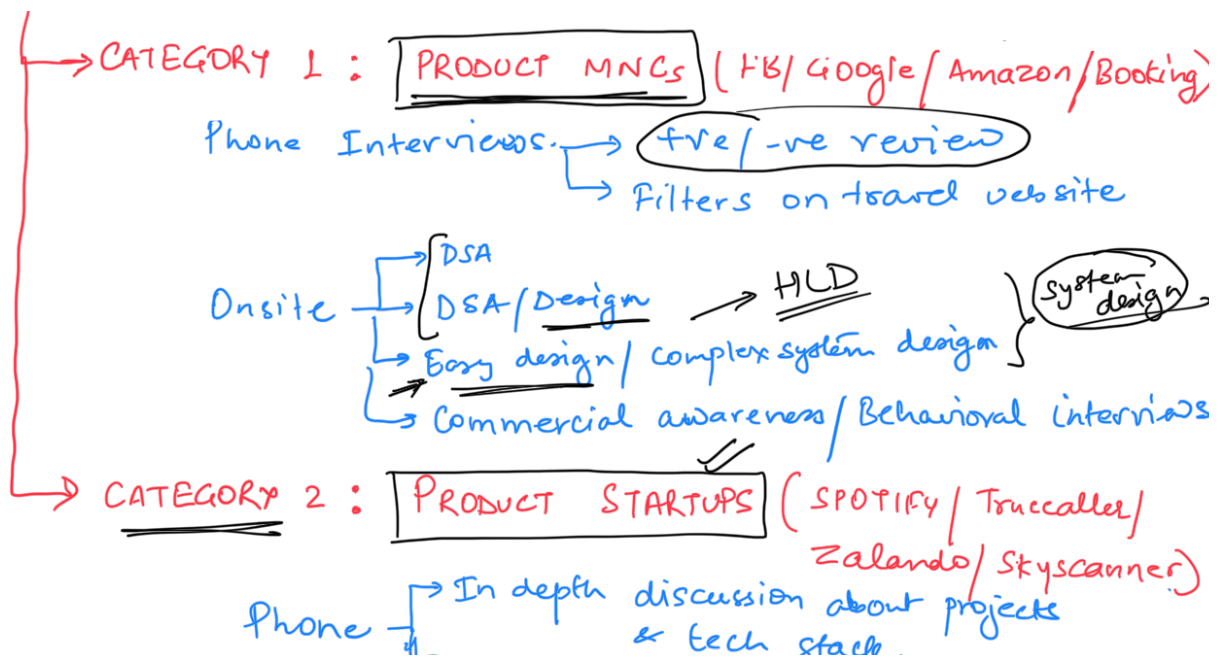 CATEGORY 1 : PRODUCT MNCs (FB/Google/Amazon/Booking)
Phone Interviews. +ve/-ve review
Filters on travel website
DSA
Onsite DSA/Design HLD
system design
Easy design/complex system design
Commercial awareness/Behavioral interviews
CATEGORY 2 : PRODUCT STARTUPS (SPOTIFY/Truecaller/
Zalando/Skyscanner)
In depth discussion about projects
Phone
& tech stack.